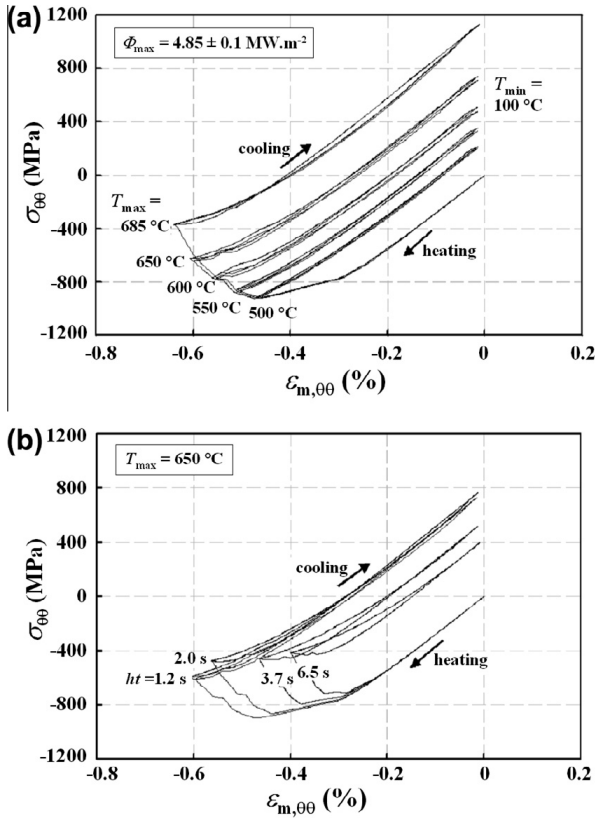 (a)
Φmax = 4.85 ± 0.1 MW.m-2
1200
800
400
0
-400
-800
-1200
σθθ (MPa)
Tmin =
100 °C
cooling
Tmax =
685 °C
650 °C
600 °C
550 °C
500 °C
heating
-0.8
-0.6
-0.4
-0.2
0
0.2
εm,θθ (%)
(b)
Tmax = 650 °C
1200
800
400
0
-400
-800
-1200
σθθ (MPa)
cooling
2.0 s
ht =1.2 s
3.7 s
6.5 s
heating
-0.8
-0.6
-0.4
-0.2
0
0.2
εm,θθ (%)